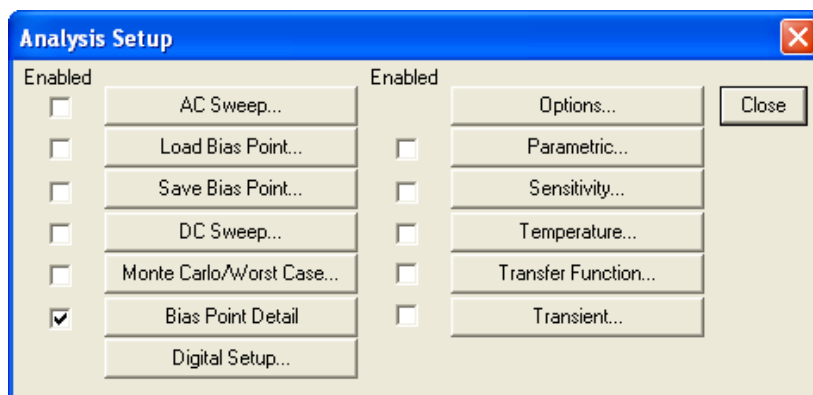 Analysis Setup
Enabled
AC Sweep...
Load Bias Point...
Save Bias Point...
DC Sweep...
Monte Carlo/Worst Case...
Bias Point Detail
Digital Setup...
Enabled
Options...
Parametric...
Sensitivity...
Temperature...
Transfer Function...
Transient...
Close